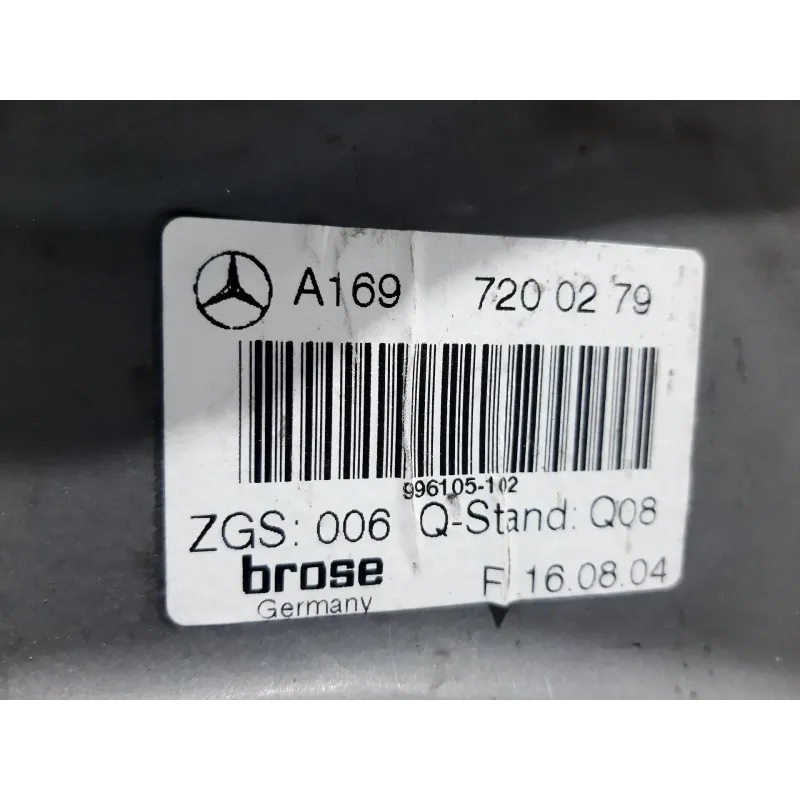 A169 720 02 79
996105-102
ZGS: 006 Q-Stand: Q08
brose F 16.08.04
Germany